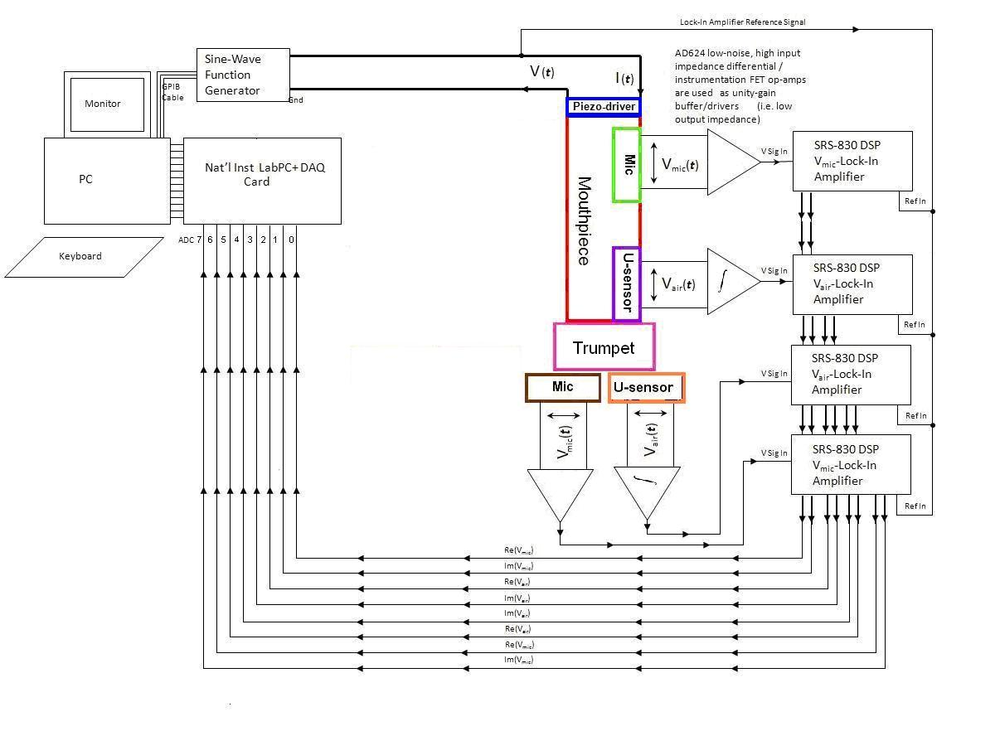 Lock-In Amplifier Reference Signal
Sine-Wave
Function
Generator
V(t)
I(t)
Gnd
GPIB
Cable
Monitor
AD624 low-noise, high input
impedance differential /
instrumentation FET op-amps
are used as unity-gain
buffer/drivers (i.e. low
output impedance)
Piezo-driver
PC
Nat'l Inst LabPC+ DAQ
Card
Mouthpiece
Mic
Vmic(t)
V Sig In
SRS-830 DSP
Vmic-Lock-In
Amplifier
Ref In
ADC 7 6 5 4 3 2 1 0
Keyboard
U-sensor
Vair(t)
∫
V Sig In
SRS-830 DSP
Vair-Lock-In
Amplifier
Ref In
Trumpet
V Sig In
SRS-830 DSP
Vair-Lock-In
Amplifier
Ref In
Mic
U-sensor
Vmic(t)
Vair(t)
∫
V Sig In
SRS-830 DSP
Vmic-Lock-In
Amplifier
Ref In
Re(Vmic)
Im(Vmic)
Re(Vair)
Im(Vair)
Im(Vair)
Re(Vair)
Re(Vmic)
Im(Vmic)